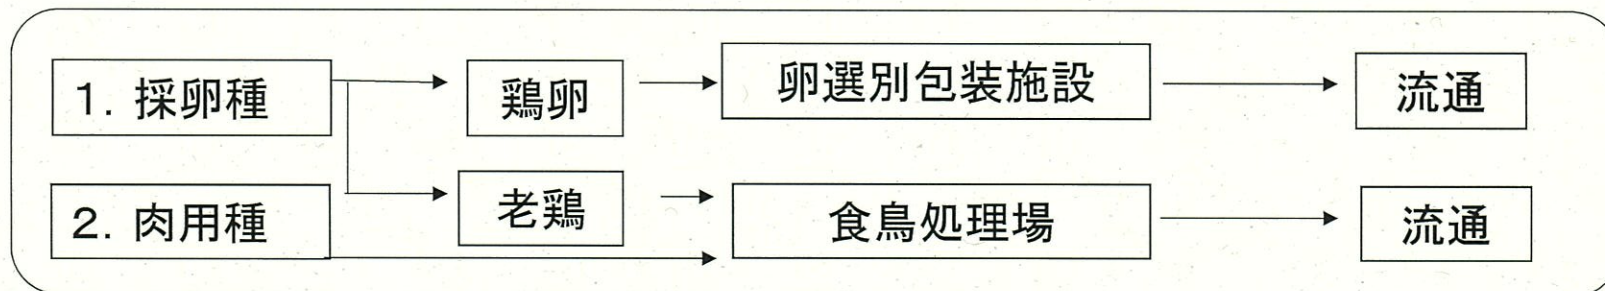 1. 採卵種
鶏卵
卵選別包装施設
流通
2. 肉用種
老鶏
食鳥処理場
流通